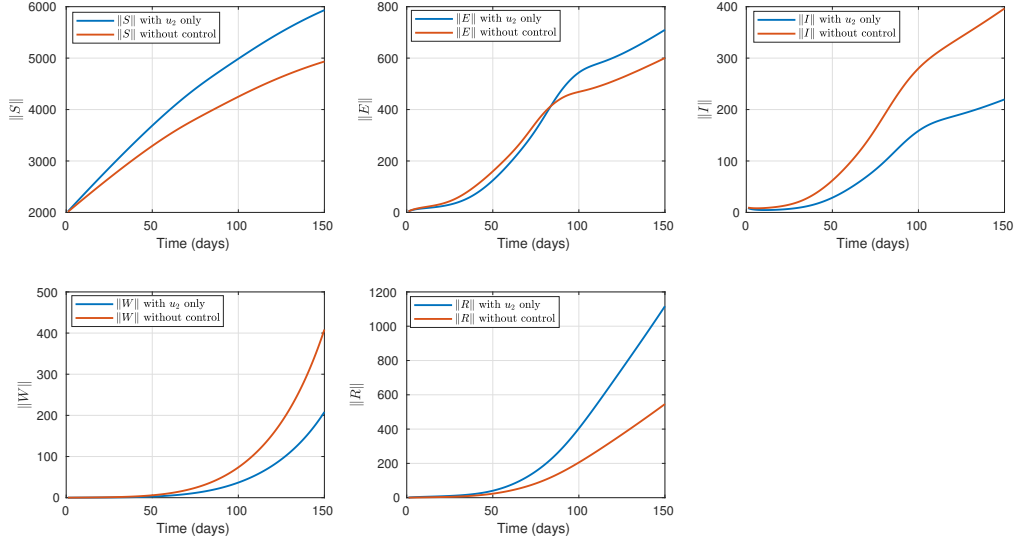 6000
5000
4000
3000
2000
0
50
100
150
Time (days)
||S||
||S|| with u₂ only
||S|| without control
800
600
400
200
0
0
50
100
150
Time (days)
||E||
||E|| with u₂ only
||E|| without control
400
300
200
100
0
0
50
100
150
Time (days)
||I||
||I|| with u₂ only
||I|| without control
500
400
300
200
100
0
0
50
100
150
Time (days)
||W||
||W|| with u₂ only
||W|| without control
1200
1000
800
600
400
200
0
0
50
100
150
Time (days)
||R||
||R|| with u₂ only
||R|| without control